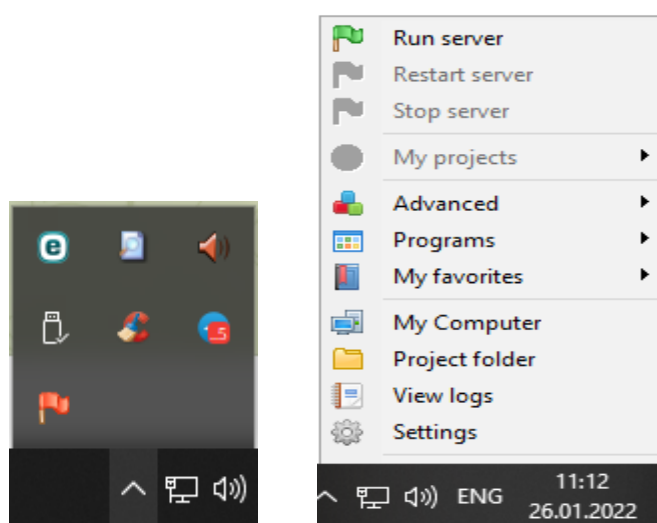 Run server
Restart server
Stop server
My projects
Advanced
Programs
My favorites
My Computer
Project folder
View logs
Settings
e
5
ENG
11:12
26.01.2022